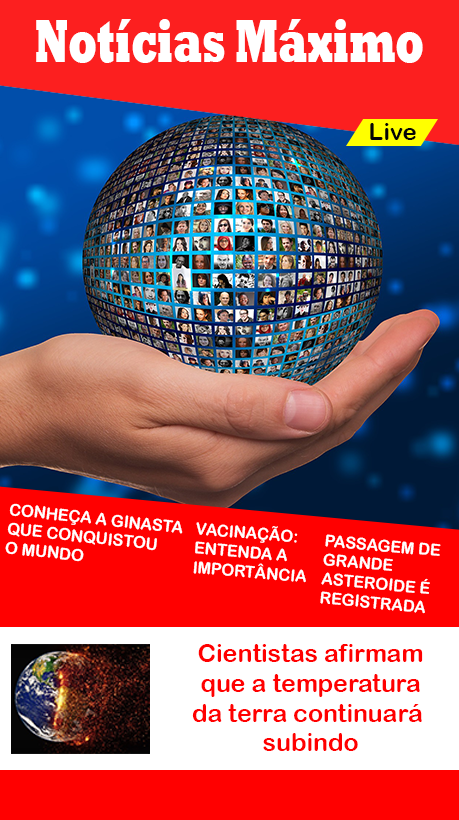 Notícias Máximo
Live
CONHEÇA A GINASTA
QUE CONQUISTOU
O MUNDO
VACINAÇÃO:
ENTENDA A
IMPORTÂNCIA
PASSAGEM DE
GRANDE
ASTEROIDE É
REGISTRADA
Cientistas afirmam
que a temperatura
da terra continuará
subindo